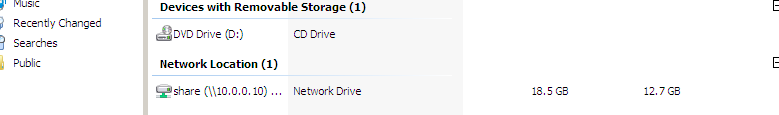 Music
Recently Changed
Searches
Public
Devices with Removable Storage (1)
DVD Drive (D:) CD Drive
Network Location (1)
share (\\10.0.0.10) ... Network Drive 18.5 GB 12.7 GB